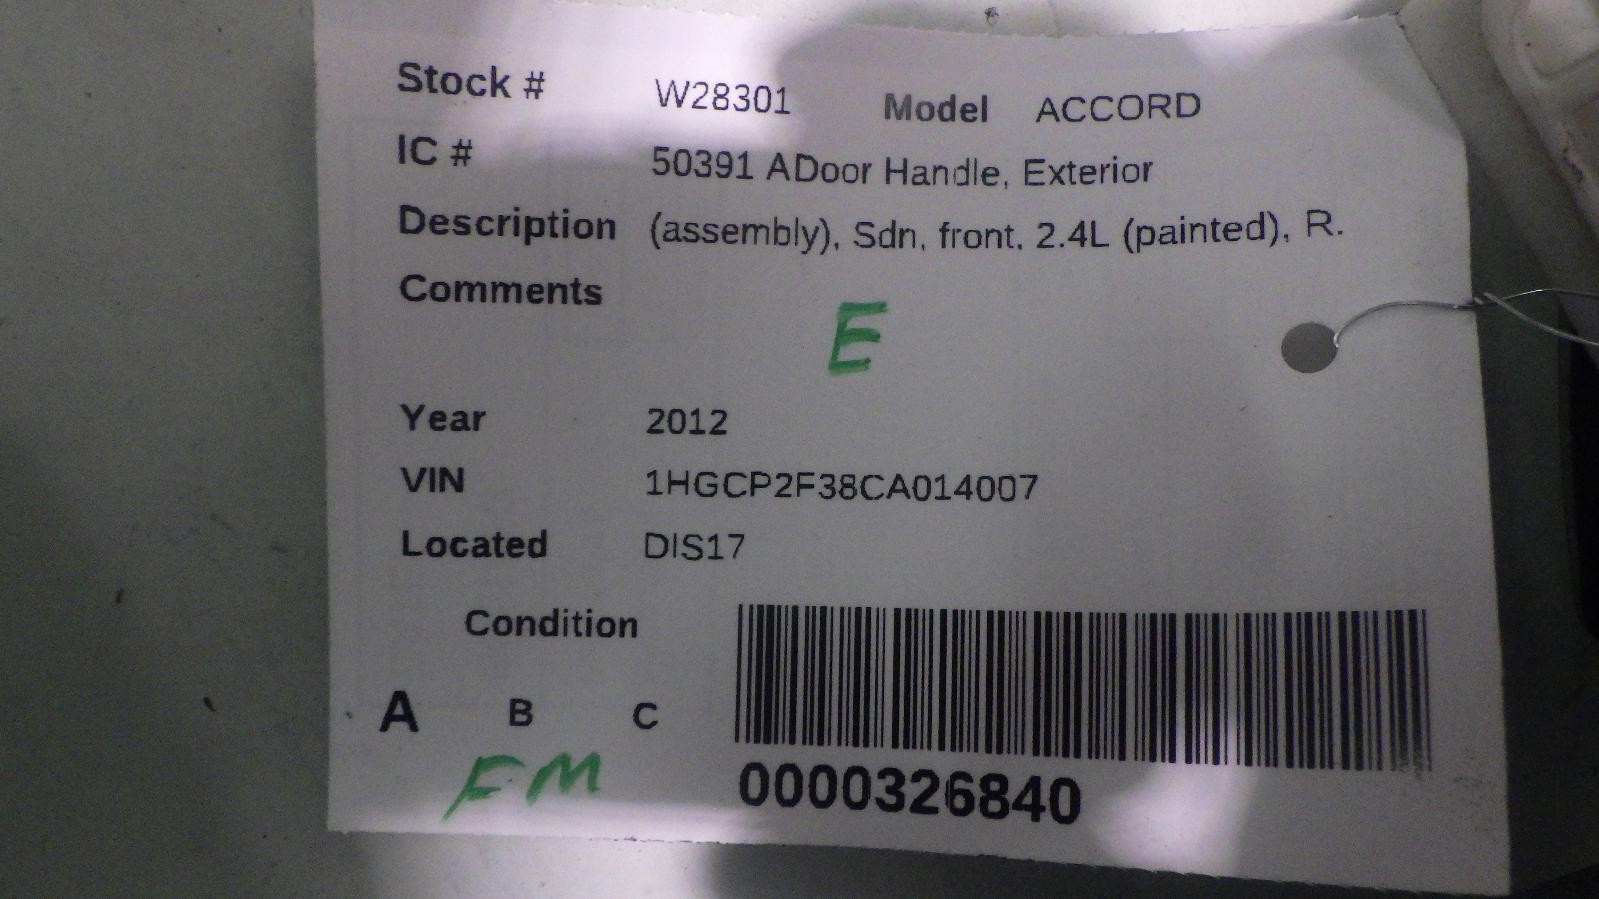 Stock # W28301 Model ACCORD
IC # 50391 ADoor Handle, Exterior
Description (assembly), Sdn, front, 2.4L (painted), R.
Comments
E
Year 2012
VIN 1HGCP2F38CA014007
Located DIS17
Condition
A B C
FM
0000326840